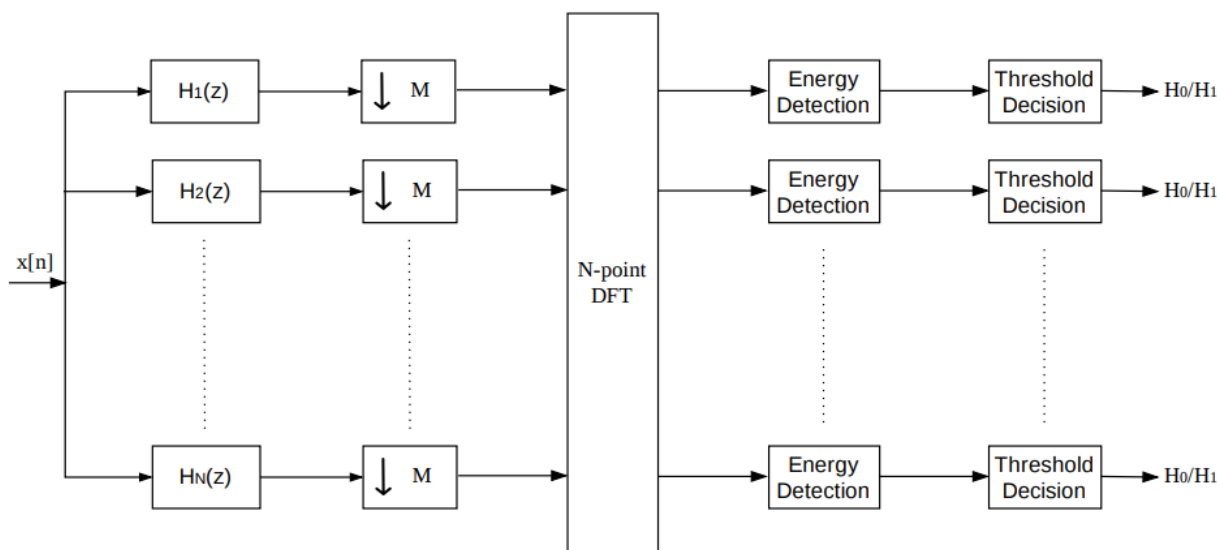 H1(z)
M
Energy
Detection
Threshold
Decision
H0/H1
H2(z)
M
Energy
Detection
Threshold
Decision
H0/H1
x[n]
N-point
DFT
HN(z)
M
Energy
Detection
Threshold
Decision
H0/H1